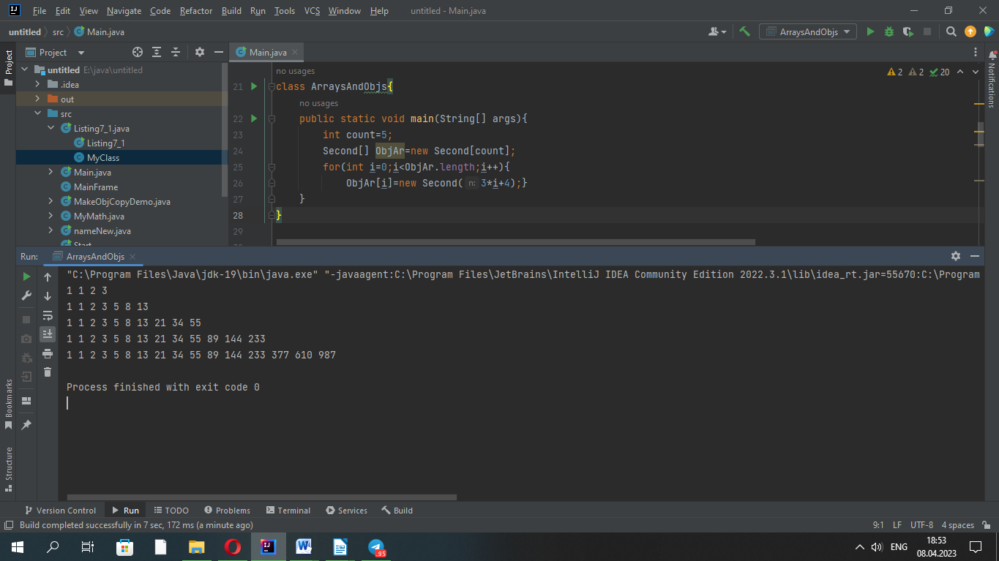 File Edit View Navigate Code Refactor Build Run Tools VCS Window Help untitled - Main.java
untitled src Main.java ArraysAndObjs
Project
Project
untitled E:\java\untitled
.idea
out
src
Listing7_1.java
Listing7_1
MyClass
Main.java
MainFrame
MakeObjCopyDemo.java
MyMath.java
nameNew.java
Start
Main.java
2 2 20
no usages
21 class ArraysAndObjs{
no usages
22 public static void main(String[] args){
23 int count=5;
24 Second[] ObjAr=new Second[count];
25 for(int i=0;i<ObjAr.length;i++){
26 ObjAr[i]=new Second( n: 3*i+4);}
27 }
28 }
29
Notifications
Run: ArraysAndObjs
"C:\Program Files\Java\jdk-19\bin\java.exe" "-javaagent:C:\Program Files\JetBrains\IntelliJ IDEA Community Edition 2022.3.1\lib\idea_rt.jar=55670:C:\Program
1 1 2 3
1 1 2 3 5 8 13
1 1 2 3 5 8 13 21 34 55
1 1 2 3 5 8 13 21 34 55 89 144 233
1 1 2 3 5 8 13 21 34 55 89 144 233 377 610 987
Process finished with exit code 0
Bookmarks
Structure
Version Control Run TODO Problems Terminal Services Build
Build completed successfully in 7 sec, 172 ms (a minute ago) 9:1 LF UTF-8 4 spaces
95
ENG
18:53
08.04.2023